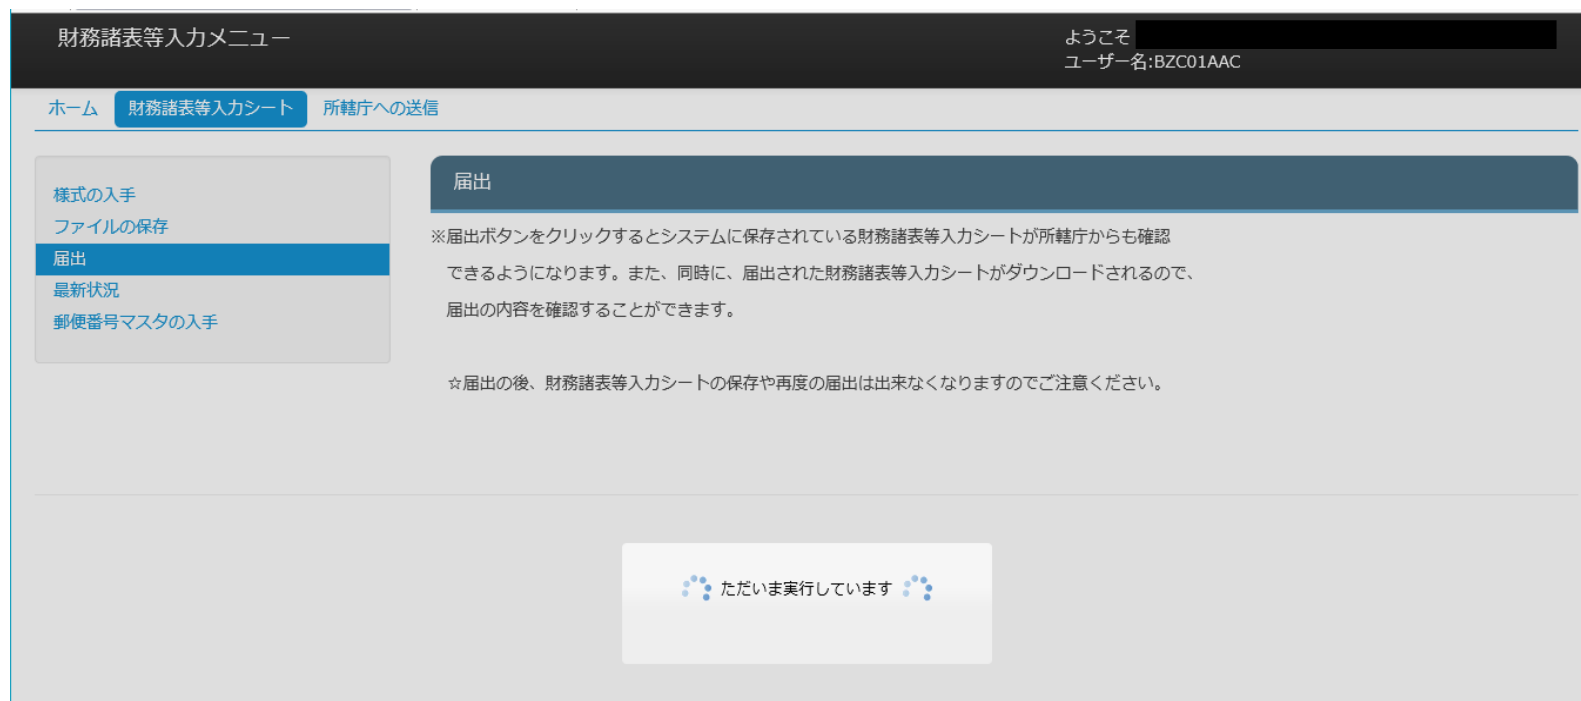 財務諸表等入力メニュー
ようこそ
ユーザー名:BZC01AAC
ホーム 財務諸表等入力シート 所轄庁への送信
様式の入手
ファイルの保存
届出
最新状況
郵便番号マスタの入手
届出
※届出ボタンをクリックするとシステムに保存されている財務諸表等入力シートが所轄庁からも確認
できるようになります。また、同時に、届出された財務諸表等入力シートがダウンロードされるので、
届出の内容を確認することができます。
☆届出の後、財務諸表等入力シートの保存や再度の届出は出来なくなりますのでご注意ください。
ただいま実行しています